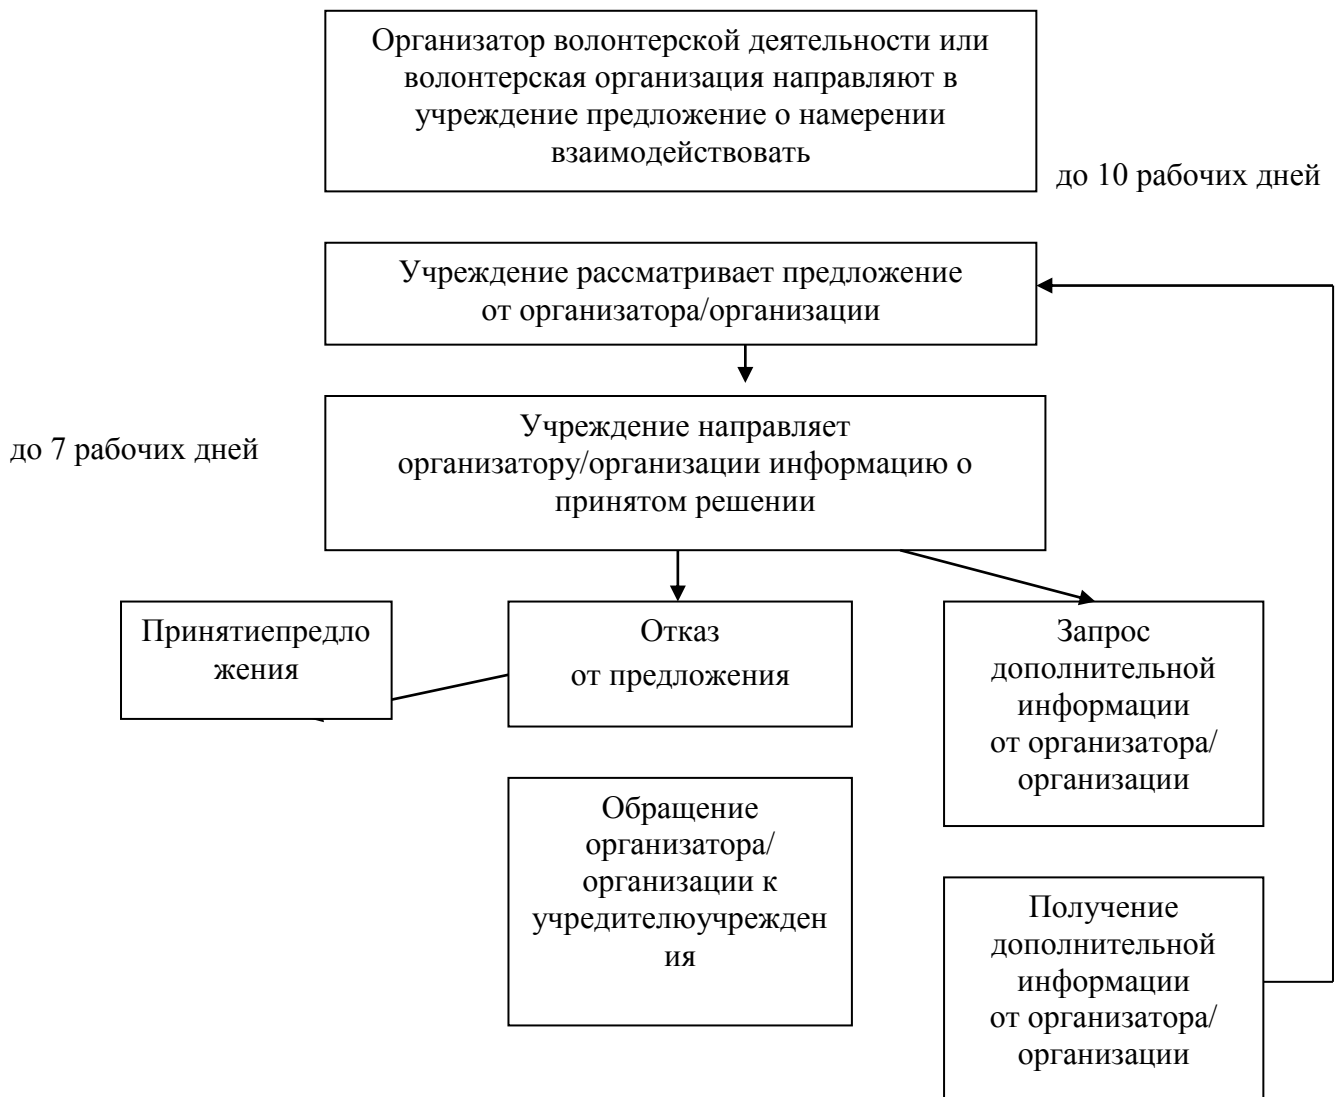 Организатор волонтерской деятельности или
волонтерская организация направляют в
учреждение предложение о намерении
взаимодействовать
до 10 рабочих дней
Учреждение рассматривает предложение
от организатора/организации
до 7 рабочих дней
Учреждение направляет
организатору/организации информацию о
принятом решении
Принятиепредло
жения
Отказ
от предложения
Запрос
дополнительной
информации
от организатора/
организации
Обращение
организатора/
организации к
учредителюучрежден
ия
Получение
дополнительной
информации
от организатора/
организации